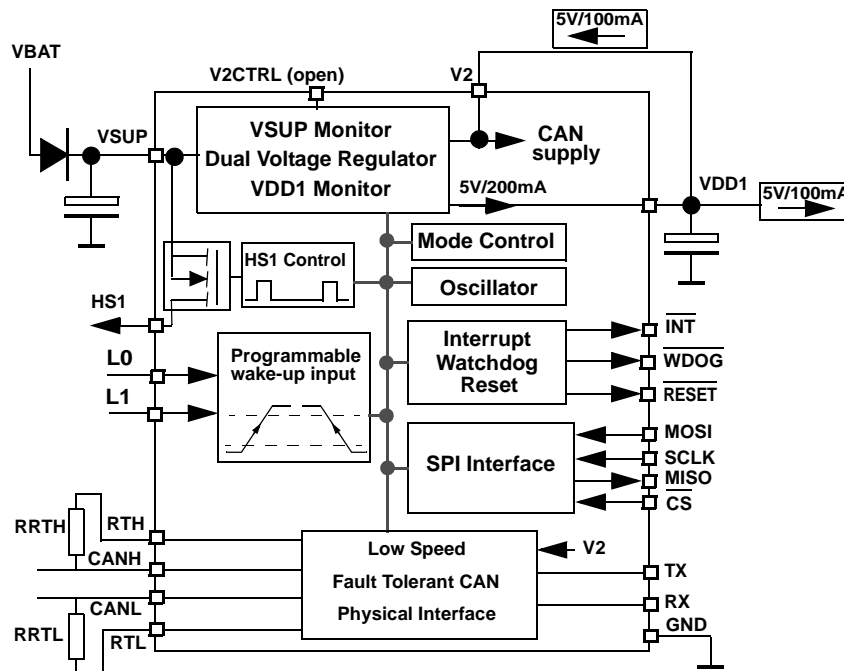 5V/100mA
VBAT
V2CTRL (open)
V2
VSUP
VSUP Monitor
Dual Voltage Regulator
VDD1 Monitor
CAN
supply
5V/200mA
VDD1
5V/100mA
Mode Control
HS1 Control
Oscillator
HS1
INT
L0
Programmable
wake-up input
Interrupt
Watchdog
Reset
WDOG
L1
RESET
MOSI
SPI Interface
SCLK
MISO
CS
RRTH
RTH
Low Speed
V2
CANH
Fault Tolerant CAN
TX
CANL
Physical Interface
RX
RRTL
RTL
GND